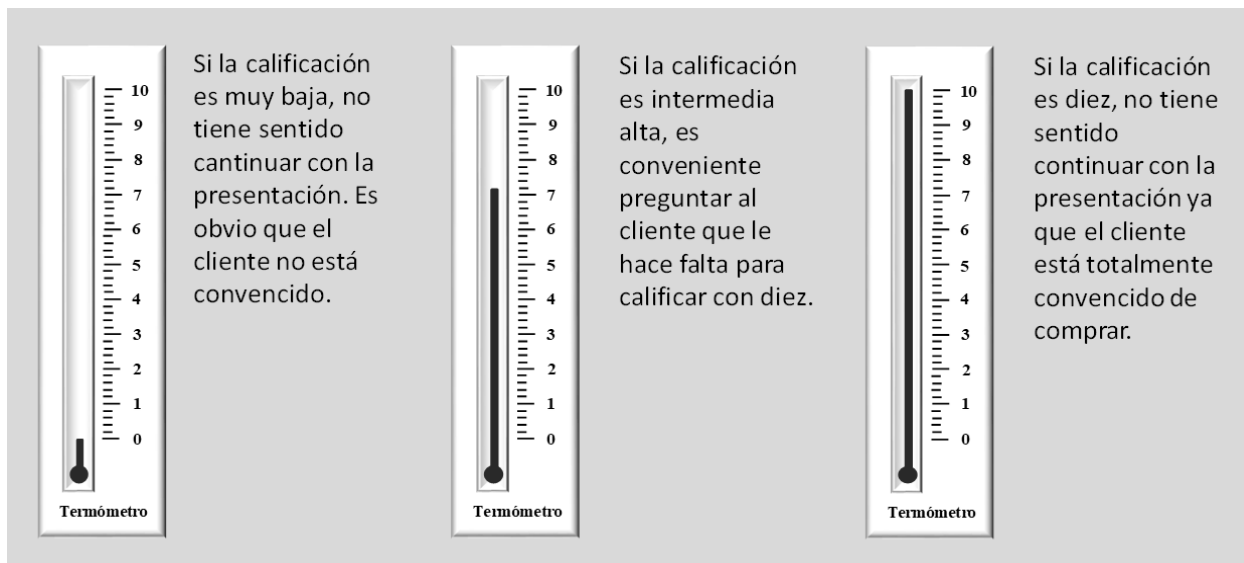 Si la calificación
es muy baja, no
tiene sentido
cantinuar con la
presentación. Es
obvio que el
cliente no está
convencido.
10
9
8
7
6
5
4
3
2
1
0
Termómetro
Si la calificación
es intermedia
alta, es
conveniente
preguntar al
cliente que le
hace falta para
calificar con diez.
10
9
8
7
6
5
4
3
2
1
0
Termómetro
Si la calificación
es diez, no tiene
sentido
continuar con la
presentación ya
que el cliente
está totalmente
convencido de
comprar.
10
9
8
7
6
5
4
3
2
1
0
Termómetro